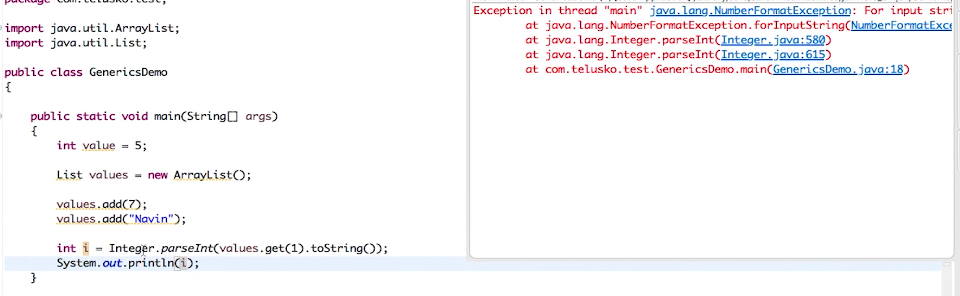 package com.telusko.test;
import java.util.ArrayList;
import java.util.List;
public class GenericsDemo
{
public static void main(String[] args)
{
int value = 5;
List values = new ArrayList();
values.add(7);
values.add("Navin");
int i = Integer.parseInt(values.get(1).toString());
System.out.println(i);
}
Exception in thread "main" java.lang.NumberFormatException: For input stri
at java.lang.NumberFormatException.forInputString(NumberFormatExce
at java.lang.Integer.parseInt(Integer.java:580)
at java.lang.Integer.parseInt(Integer.java:615)
at com.telusko.test.GenericsDemo.main(GenericsDemo.java:18)